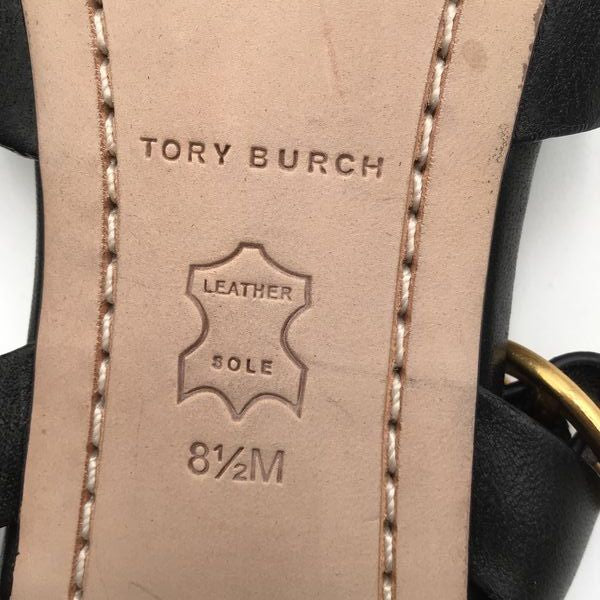 TORY BURCH
LEATHER
SOLE
8½M